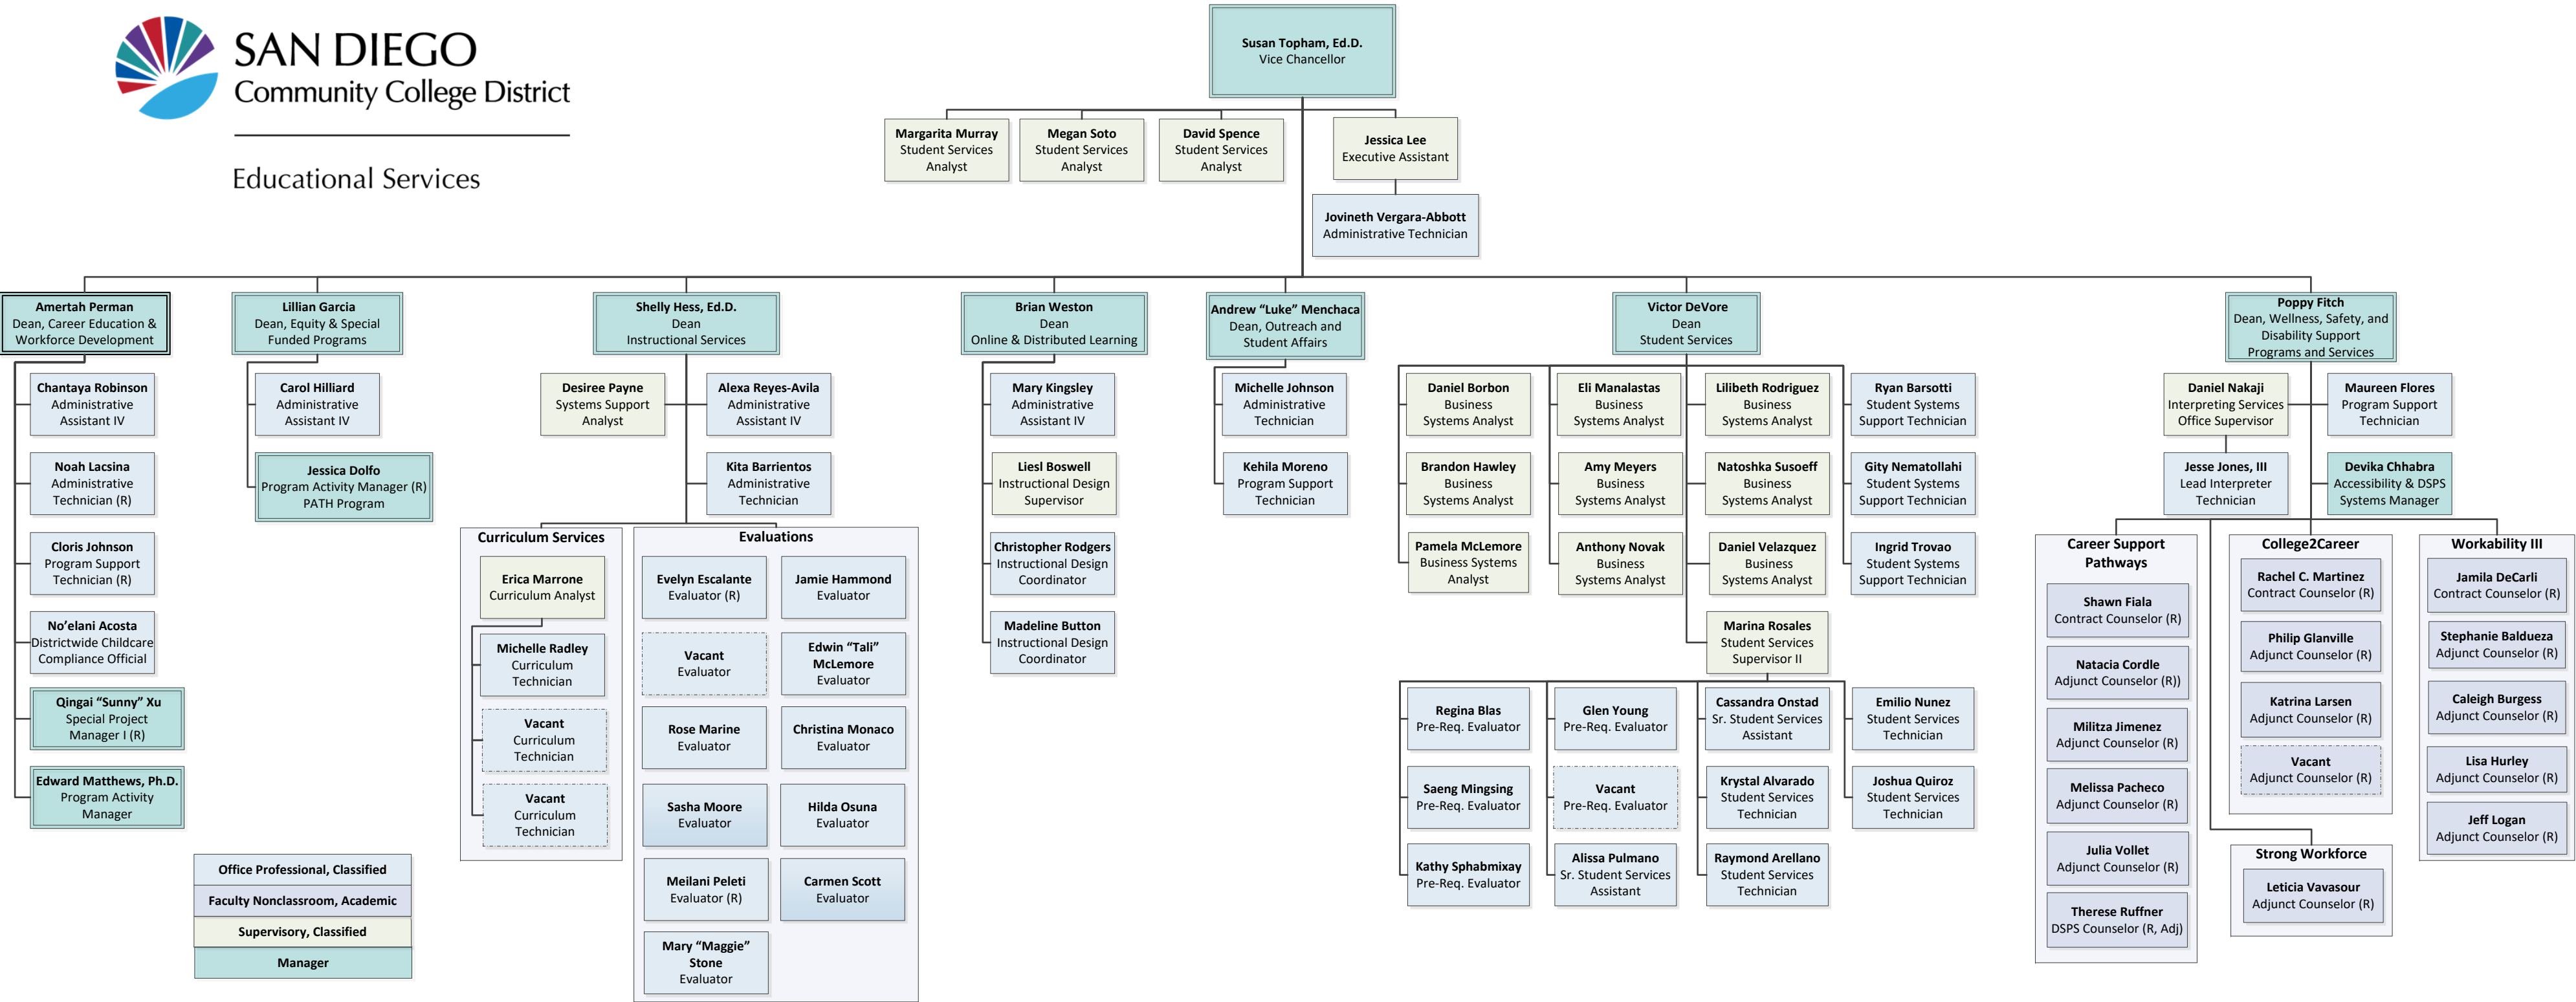 SAN DIEGO
Community College District
Educational Services
Susan Topham, Ed.D.
Vice Chancellor
Margarita Murray
Student Services
Analyst
Megan Soto
Student Services
Analyst
David Spence
Student Services
Analyst
Jessica Lee
Executive Assistant
Jovineth Vergara-Abbott
Administrative Technician
Amertah Perman
Dean, Career Education &
Workforce Development
Chantaya Robinson
Administrative
Assistant IV
Noah Lacsina
Administrative
Technician (R)
Cloris Johnson
Program Support
Technician (R)
No’elani Acosta
Districtwide Childcare
Compliance Official
Qingai “Sunny” Xu
Special Project
Manager I (R)
Edward Matthews, Ph.D.
Program Activity
Manager
Lillian Garcia
Dean, Equity & Special
Funded Programs
Carol Hilliard
Administrative
Assistant IV
Jessica Dolfo
Program Activity Manager (R)
PATH Program
Shelly Hess, Ed.D.
Dean
Instructional Services
Desiree Payne
Systems Support
Analyst
Alexa Reyes-Avila
Administrative
Assistant IV
Kita Barrientos
Administrative
Technician
Curriculum Services
Erica Marrone
Curriculum Analyst
Michelle Radley
Curriculum
Technician
Vacant
Curriculum
Technician
Vacant
Curriculum
Technician
Evaluations
Evelyn Escalante
Evaluator (R)
Jamie Hammond
Evaluator
Vacant
Evaluator
Edwin “Tali”
McLemore
Evaluator
Rose Marine
Evaluator
Christina Monaco
Evaluator
Sasha Moore
Evaluator
Hilda Osuna
Evaluator
Meilani Peleti
Evaluator (R)
Carmen Scott
Evaluator
Mary “Maggie”
Stone
Evaluator
Brian Weston
Dean
Online & Distributed Learning
Mary Kingsley
Administrative
Assistant IV
Liesl Boswell
Instructional Design
Supervisor
Christopher Rodgers
Instructional Design
Coordinator
Madeline Button
Instructional Design
Coordinator
Andrew “Luke” Menchaca
Dean, Outreach and
Student Affairs
Michelle Johnson
Administrative
Technician
Kehila Moreno
Program Support
Technician
Victor DeVore
Dean
Student Services
Daniel Borbon
Business
Systems Analyst
Eli Manalastas
Business
Systems Analyst
Lilibeth Rodriguez
Business
Systems Analyst
Ryan Barsotti
Student Systems
Support Technician
Brandon Hawley
Business
Systems Analyst
Amy Meyers
Business
Systems Analyst
Natoshka Susoeff
Business
Systems Analyst
Gity Nematollahi
Student Systems
Support Technician
Pamela McLemore
Business Systems
Analyst
Anthony Novak
Business
Systems Analyst
Daniel Velazquez
Business
Systems Analyst
Ingrid Trovao
Student Systems
Support Technician
Marina Rosales
Student Services
Supervisor II
Regina Blas
Pre-Req. Evaluator
Glen Young
Pre-Req. Evaluator
Cassandra Onstad
Sr. Student Services
Assistant
Emilio Nunez
Student Services
Technician
Saeng Mingsing
Pre-Req. Evaluator
Vacant
Pre-Req. Evaluator
Krystal Alvarado
Student Services
Technician
Joshua Quiroz
Student Services
Technician
Kathy Sphabmixay
Pre-Req. Evaluator
Alissa Pulmano
Sr. Student Services
Assistant
Raymond Arellano
Student Services
Technician
Poppy Fitch
Dean, Wellness, Safety, and
Disability Support
Programs and Services
Daniel Nakaji
Interpreting Services
Office Supervisor
Maureen Flores
Program Support
Technician
Jesse Jones, III
Lead Interpreter
Technician
Devika Chhabra
Accessibility & DSPS
Systems Manager
Career Support
Pathways
Shawn Fiala
Contract Counselor (R)
Natacia Cordle
Adjunct Counselor (R))
Militza Jimenez
Adjunct Counselor (R)
Melissa Pacheco
Adjunct Counselor (R)
Julia Vollet
Adjunct Counselor (R)
Therese Ruffner
DSPS Counselor (R, Adj)
College2Career
Rachel C. Martinez
Contract Counselor (R)
Philip Glanville
Adjunct Counselor (R)
Katrina Larsen
Adjunct Counselor (R)
Vacant
Adjunct Counselor (R)
Strong Workforce
Leticia Vavasour
Adjunct Counselor (R)
Workability III
Jamila DeCarli
Contract Counselor (R)
Stephanie Baldueza
Adjunct Counselor (R)
Caleigh Burgess
Adjunct Counselor (R)
Lisa Hurley
Adjunct Counselor (R)
Jeff Logan
Adjunct Counselor (R)
Office Professional, Classified
Faculty Nonclassroom, Academic
Supervisory, Classified
Manager